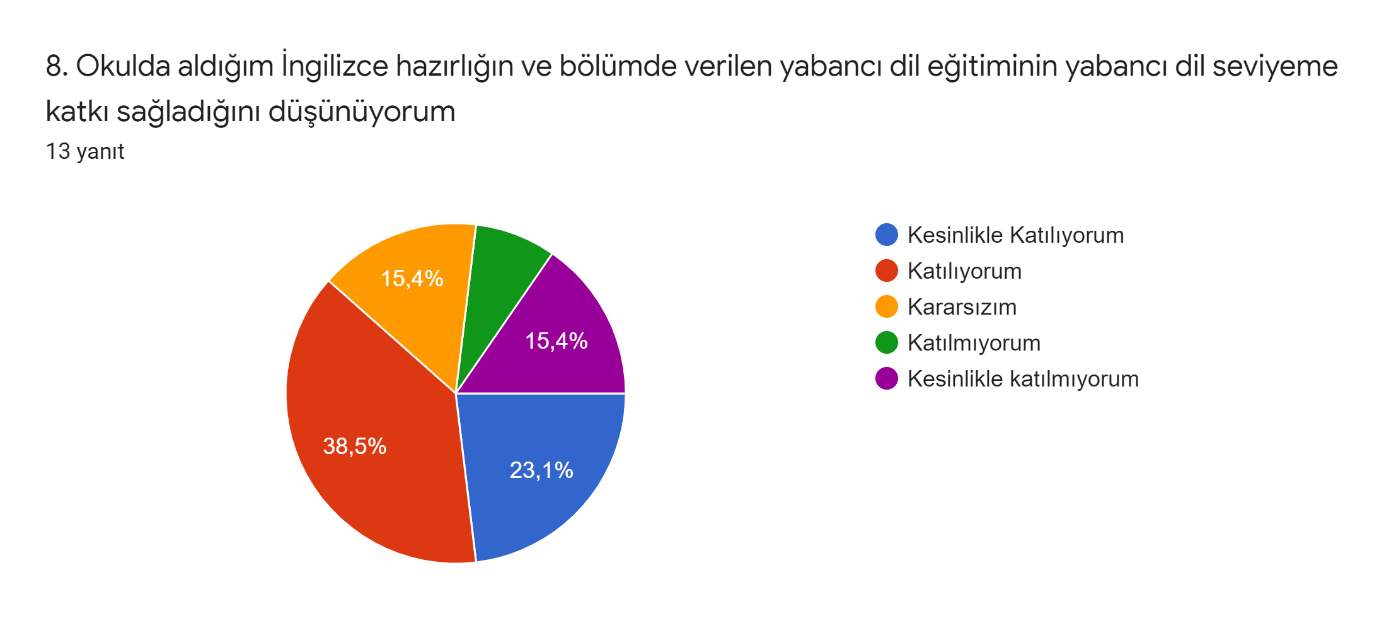 8. Okulda aldığım İngilizce hazırlığın ve bölümde verilen yabancı dil eğitiminin yabancı dil seviyeme
katkı sağladığını düşünüyorum
13 yanıt
15,4%
15,4%
38,5%
23,1%
Kesinlikle Katılıyorum
Katılıyorum
Kararsızım
Katılmıyorum
Kesinlikle katılmıyorum